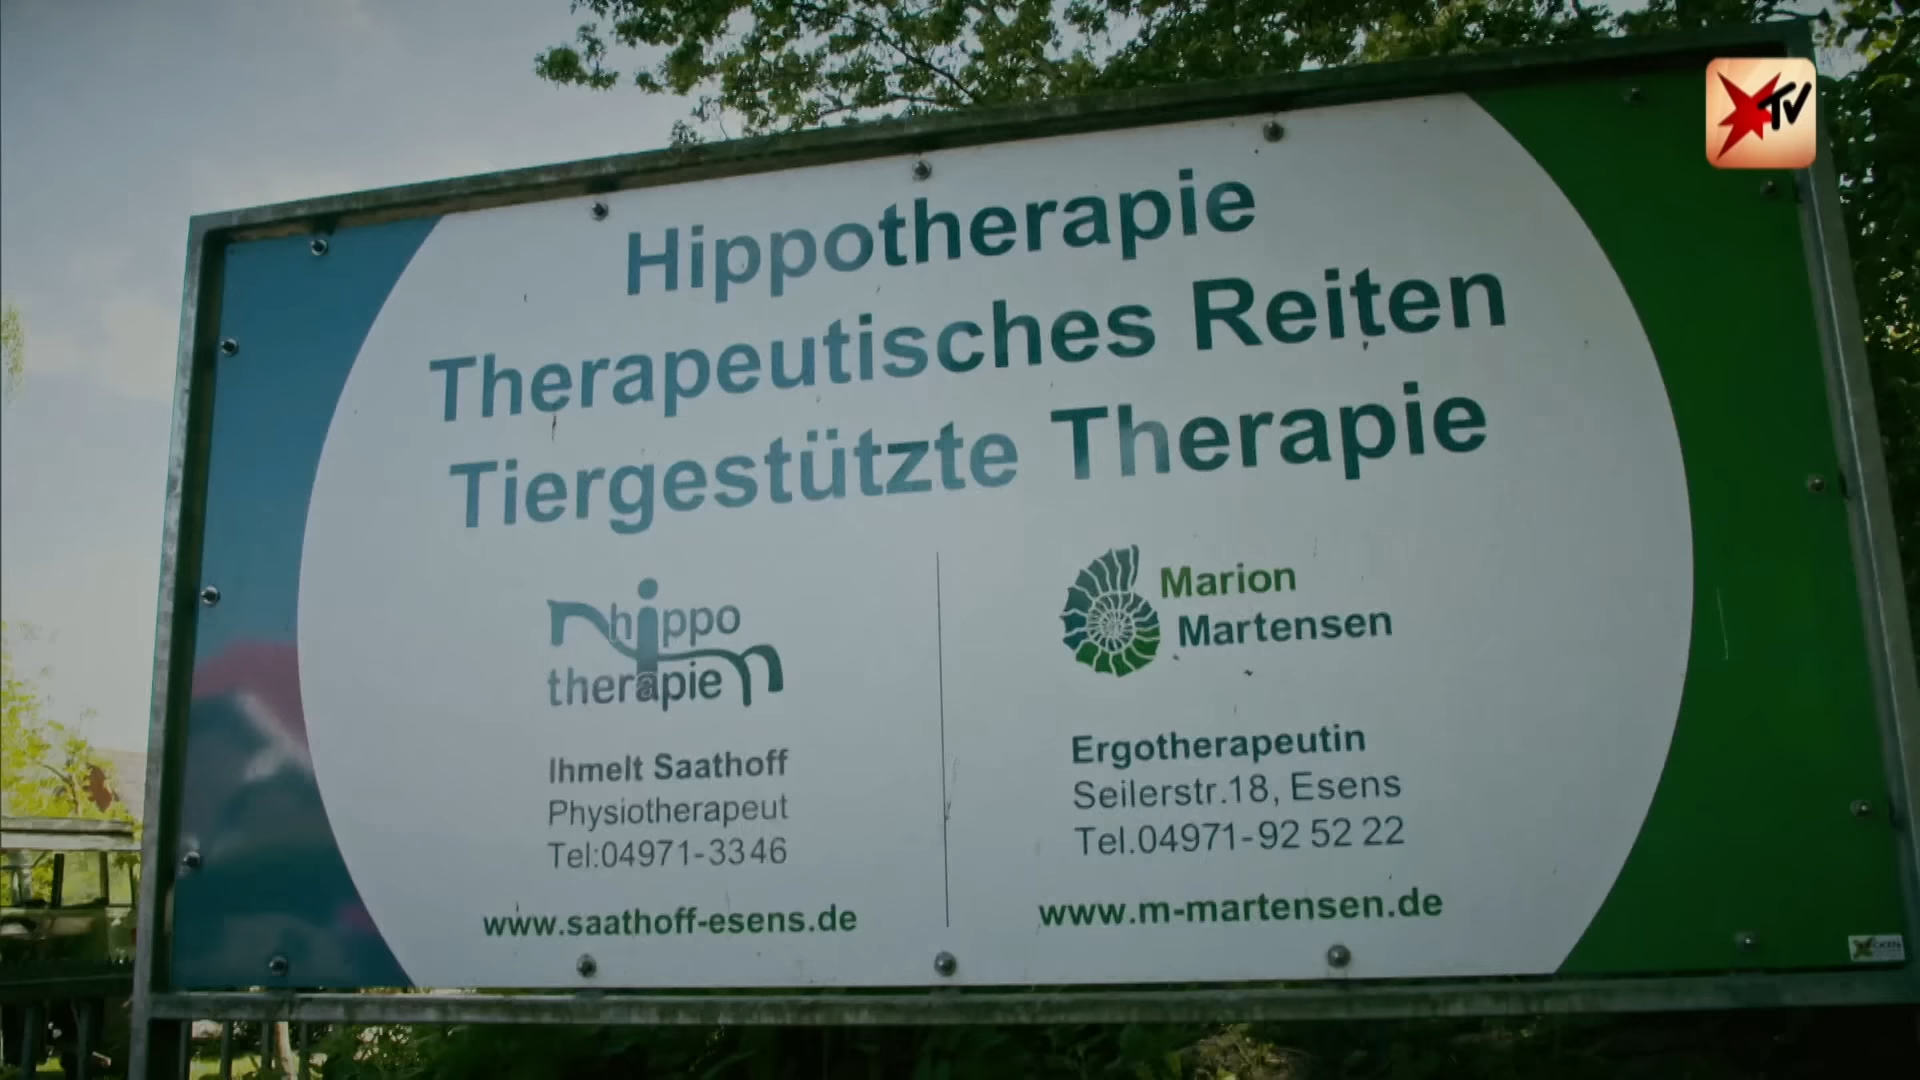 TV
Hippotherapie
Therapeutisches Reiten
Tiergestützte Therapie
hippo
therapie
Ihmelt Saathoff
Physiotherapeut
Tel:04971-3346
www.saathoff-esens.de
Marion
Martensen
Ergotherapeutin
Seilerstr.18, Esens
Tel.04971-92 52 22
www.m-martensen.de